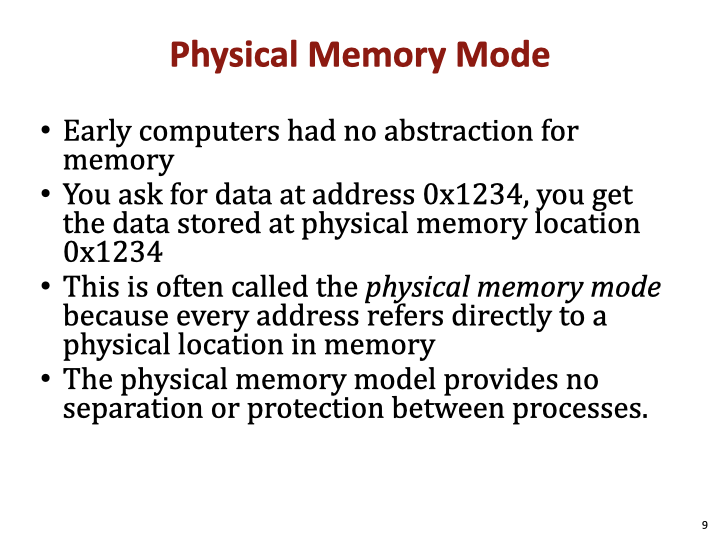 Physical Memory Mode
• Early computers had no abstraction for
memory
• You ask for data at address 0x1234, you get
the data stored at physical memory location
0x1234
• This is often called the physical memory mode
because every address refers directly to a
physical location in memory
• The physical memory model provides no
separation or protection between processes.
9